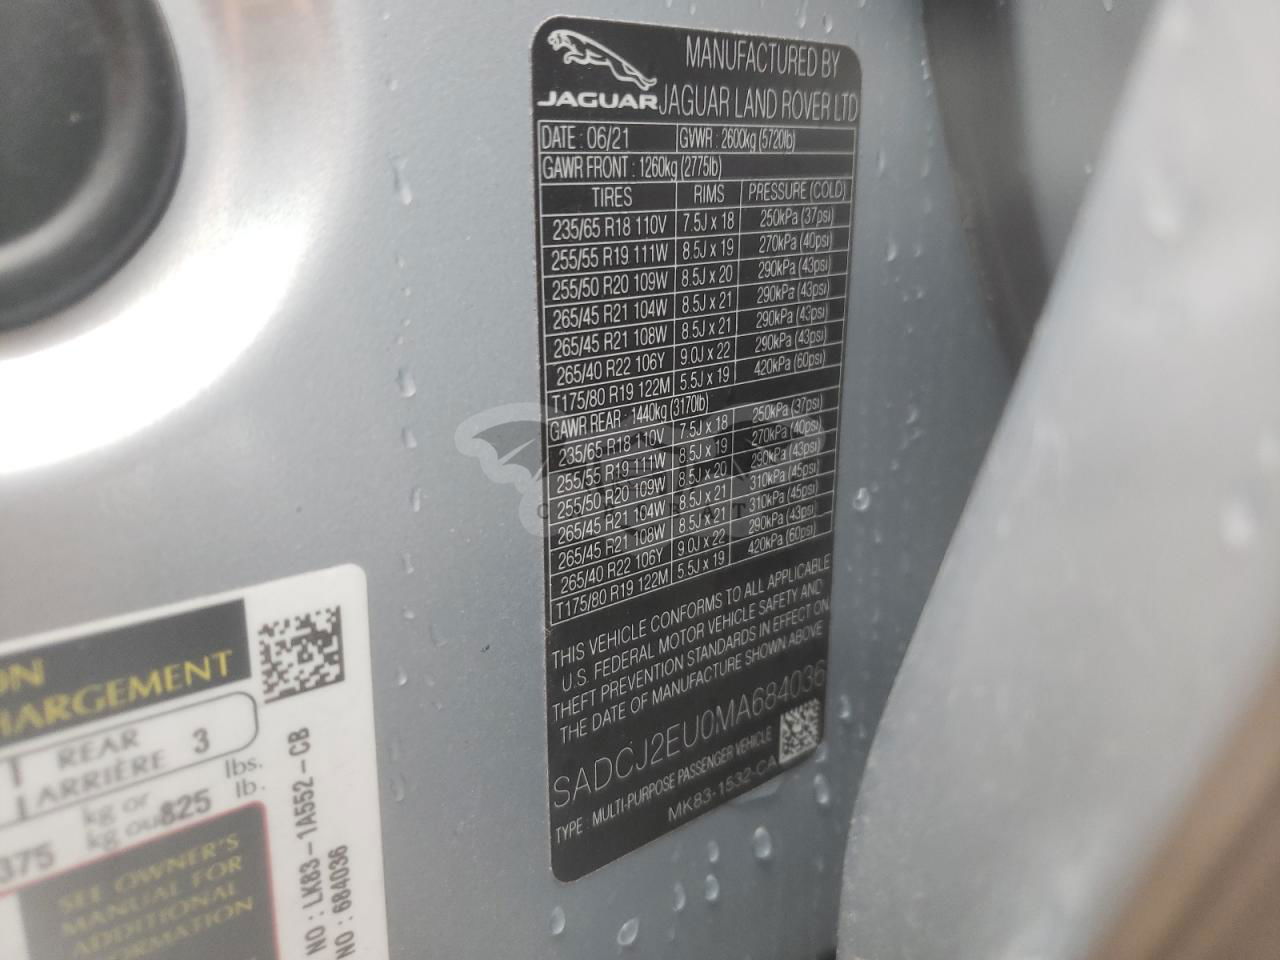 MANUFACTURED BY
JAGUAR JAGUAR LAND ROVER LTD
DATE : 06/21 GVWR : 2600kg (5720lb)
GAWR FRONT : 1260kg (2775lb)
TIRES RIMS PRESSURE (COLD)
235/65 R18 110V 7.5J x 18 250kPa (37psi)
255/55 R19 111W 8.5J x 19 270kPa (40psi)
255/50 R20 109W 8.5J x 20 290kPa (43psi)
265/45 R21 104W 8.5J x 21 290kPa (43psi)
265/45 R21 108W 8.5J x 21 290kPa (43psi)
265/40 R22 106Y 9.0J x 22 290kPa (43psi)
T175/80 R19 122M 5.5J x 19 420kPa (60psi)
GAWR REAR : 1440kg (3170lb)
235/65 R18 110V 7.5J x 18 250kPa (37psi)
255/55 R19 111W 8.5J x 19 270kPa (40psi)
255/50 R20 109W 8.5J x 20 290kPa (43psi)
265/45 R21 104W 8.5J x 21 310kPa (45psi)
265/45 R21 108W 8.5J x 21 310kPa (45psi)
265/40 R22 106Y 9.0J x 22 290kPa (43psi)
T175/80 R19 122M 5.5J x 19 420kPa (60psi)
THIS VEHICLE CONFORMS TO ALL APPLICABLE
U.S. FEDERAL MOTOR VEHICLE SAFETY AND
THEFT PREVENTION STANDARDS IN EFFECT ON
THE DATE OF MANUFACTURE SHOWN ABOVE
SADCJ2EU0MA684036
TYPE : MULTI-PURPOSE PASSENGER VEHICLE
MK83-1532-CA
ON
HARGEMENT
REAR 3
ARRIÈRE
kg or lbs.
375 kg ou 825 lb.
SEE OWNER'S
MANUAL FOR
ADDITIONAL
FORMATION
NO : LK83-1A552-CB
NO : 684036